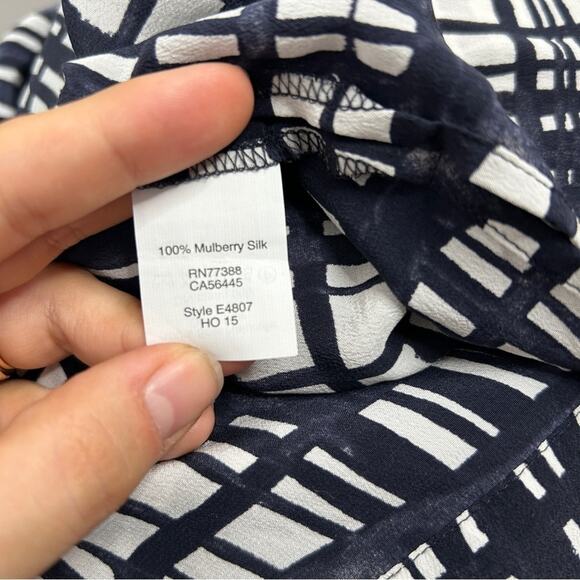 100% Mulberry Silk
RN77388
CA56445
Style E4807
HO 15